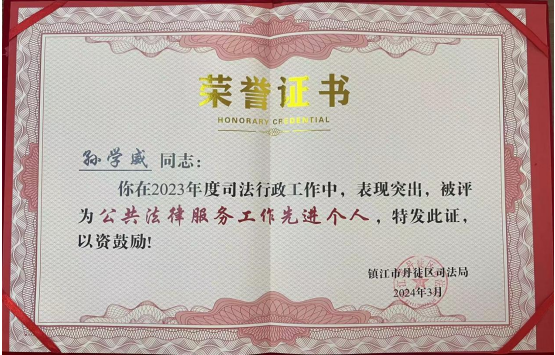 荣誉证书
HONORARY CREDENTIAL
孙学威 同志：
你在2023年度司法行政工作中，表现突出，被评
为公共法律服务工作先进个人，特发此证，
以资鼓励!
镇江市丹徒区司法局
2024年3月